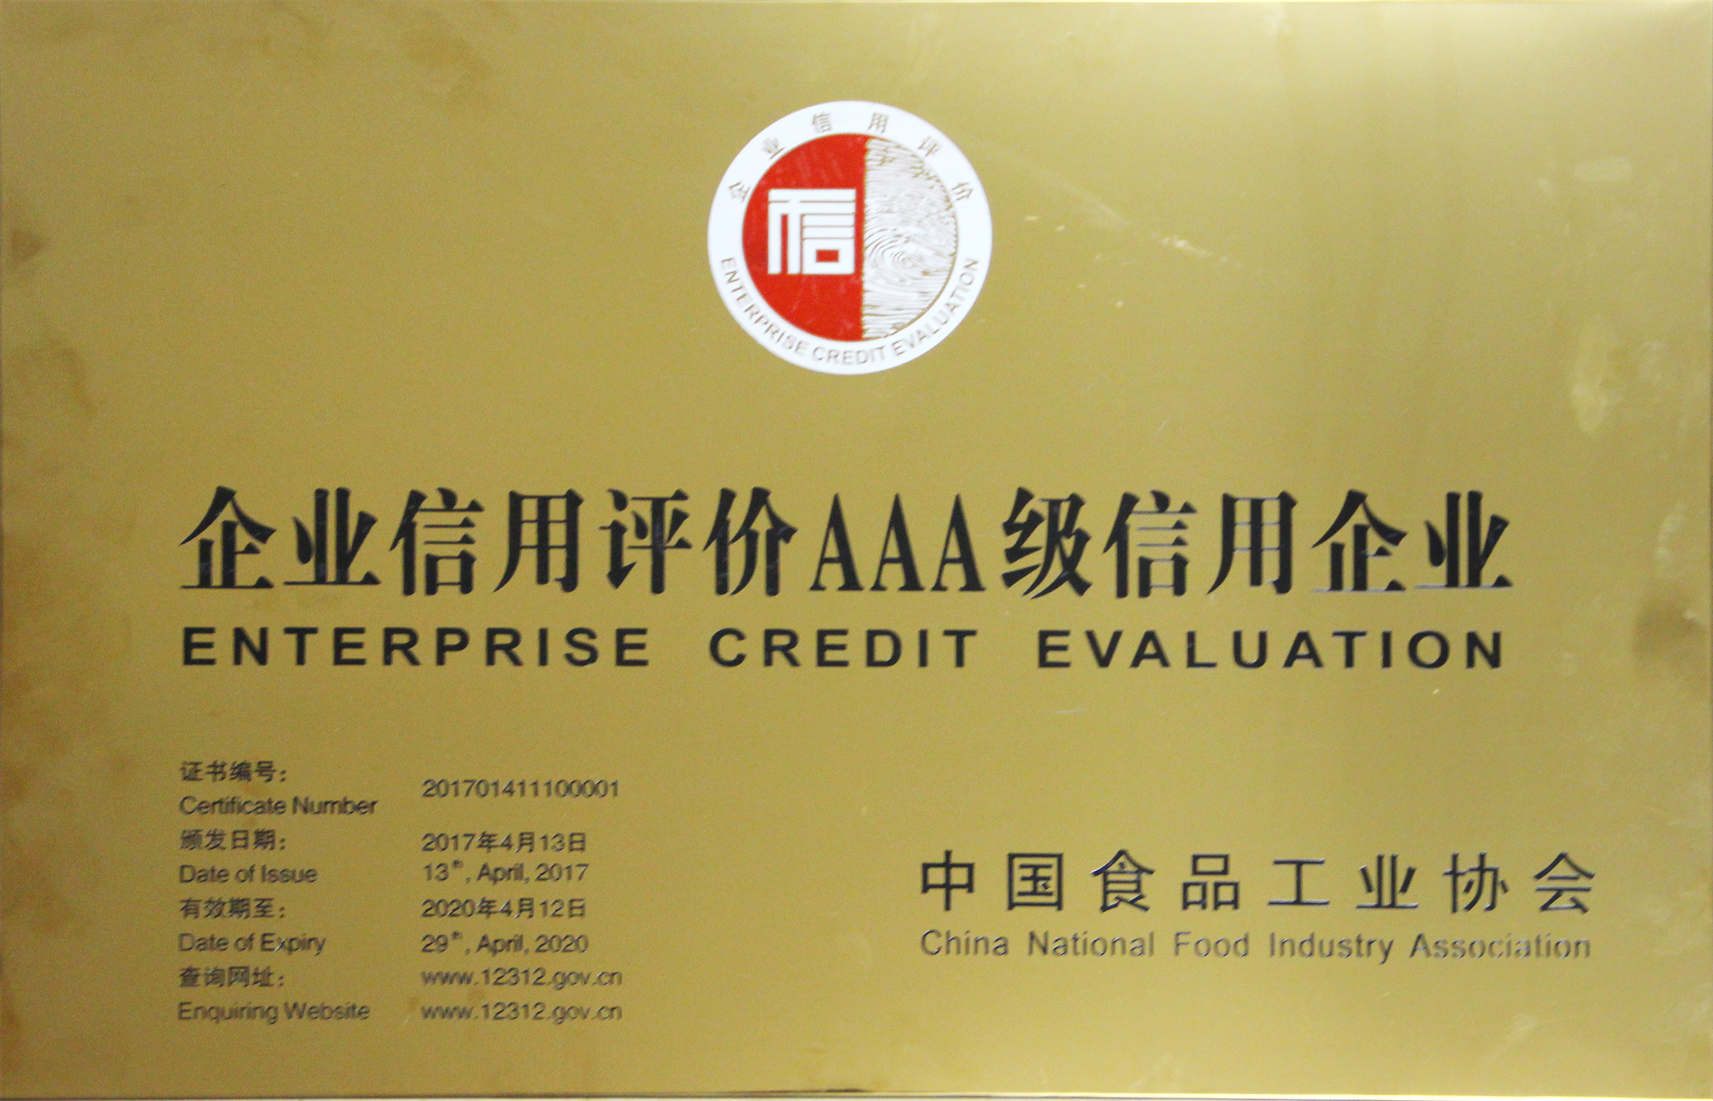 企业信用评价
信
ENTERPRISE CREDIT EVALUATION
企业信用评价AAA级信用企业
ENTERPRISE CREDIT EVALUATION
证书编号:
Certificate Number 201701411100001
颁发日期: 2017年4月13日
Date of Issue 13th, April, 2017
有效期至: 2020年4月12日
Date of Expiry 29th, April, 2020
查询网址: www.12312.gov.cn
Enquiring Website www.12312.gov.cn
中国食品工业协会
China National Food Industry Association